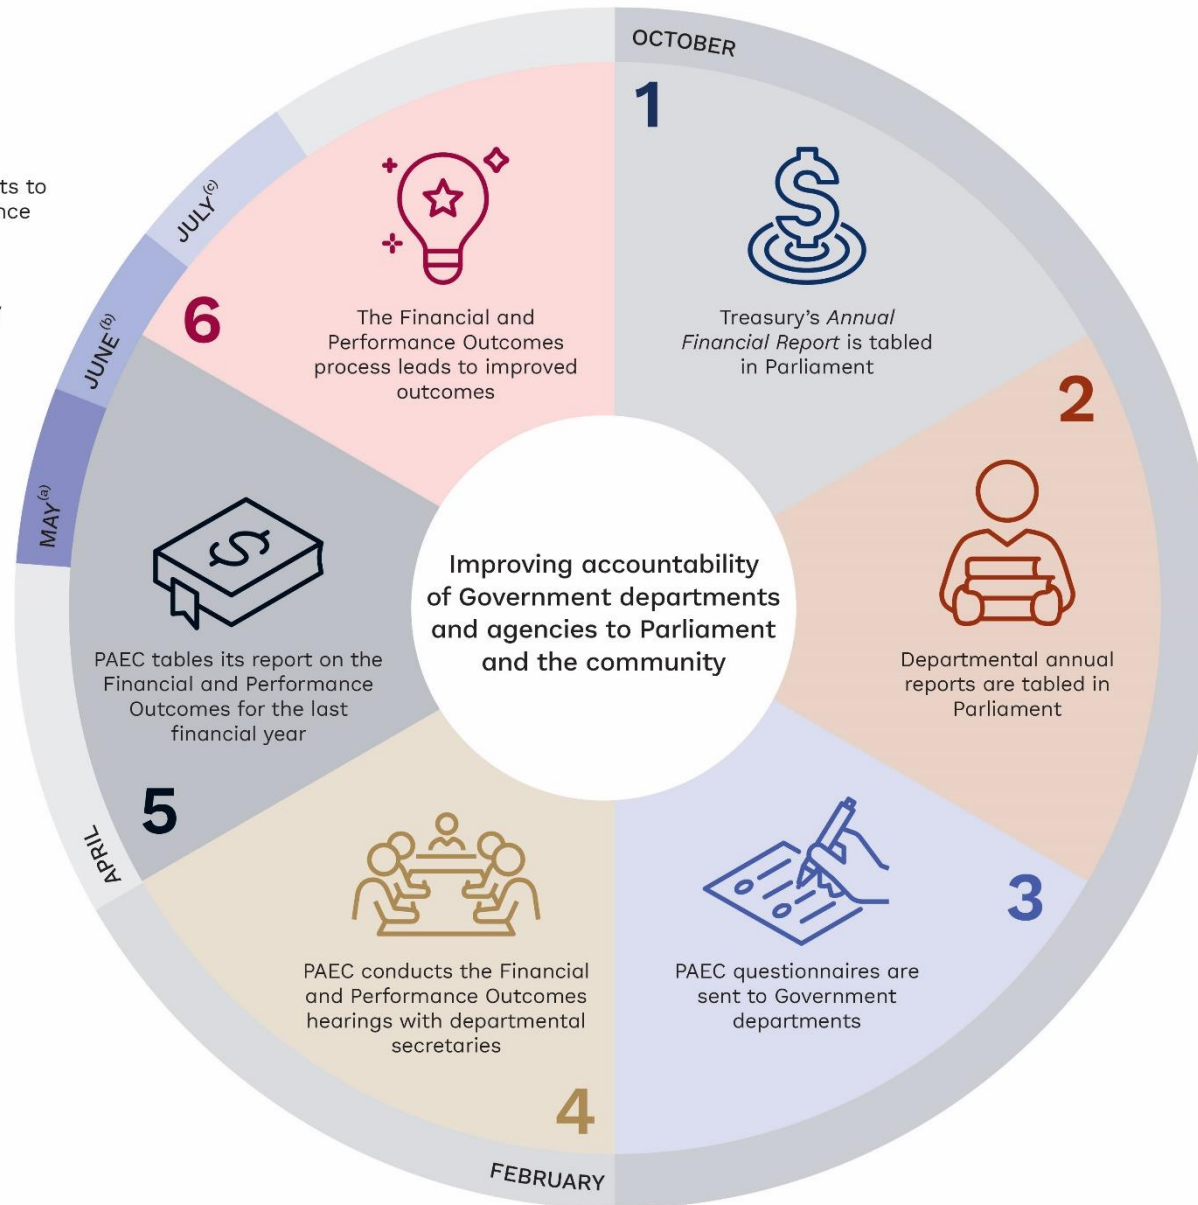 OCTOBER
1
Treasury's Annual
Financial Report is tabled
in Parliament
2
Departmental annual
reports are tabled in
Parliament
3
PAEC questionnaires are
sent to Government
departments
FEBRUARY
4
PAEC conducts the Financial
and Performance Outcomes
hearings with departmental
secretaries
APRIL
5
PAEC tables its report on the
Financial and Performance
Outcomes for the last
financial year
MAY(a)
JUNE(b)
JULY(c)
6
The Financial and
Performance Outcomes
process leads to improved
outcomes
Improving accountability
of Government departments
and agencies to Parliament
and the community
to